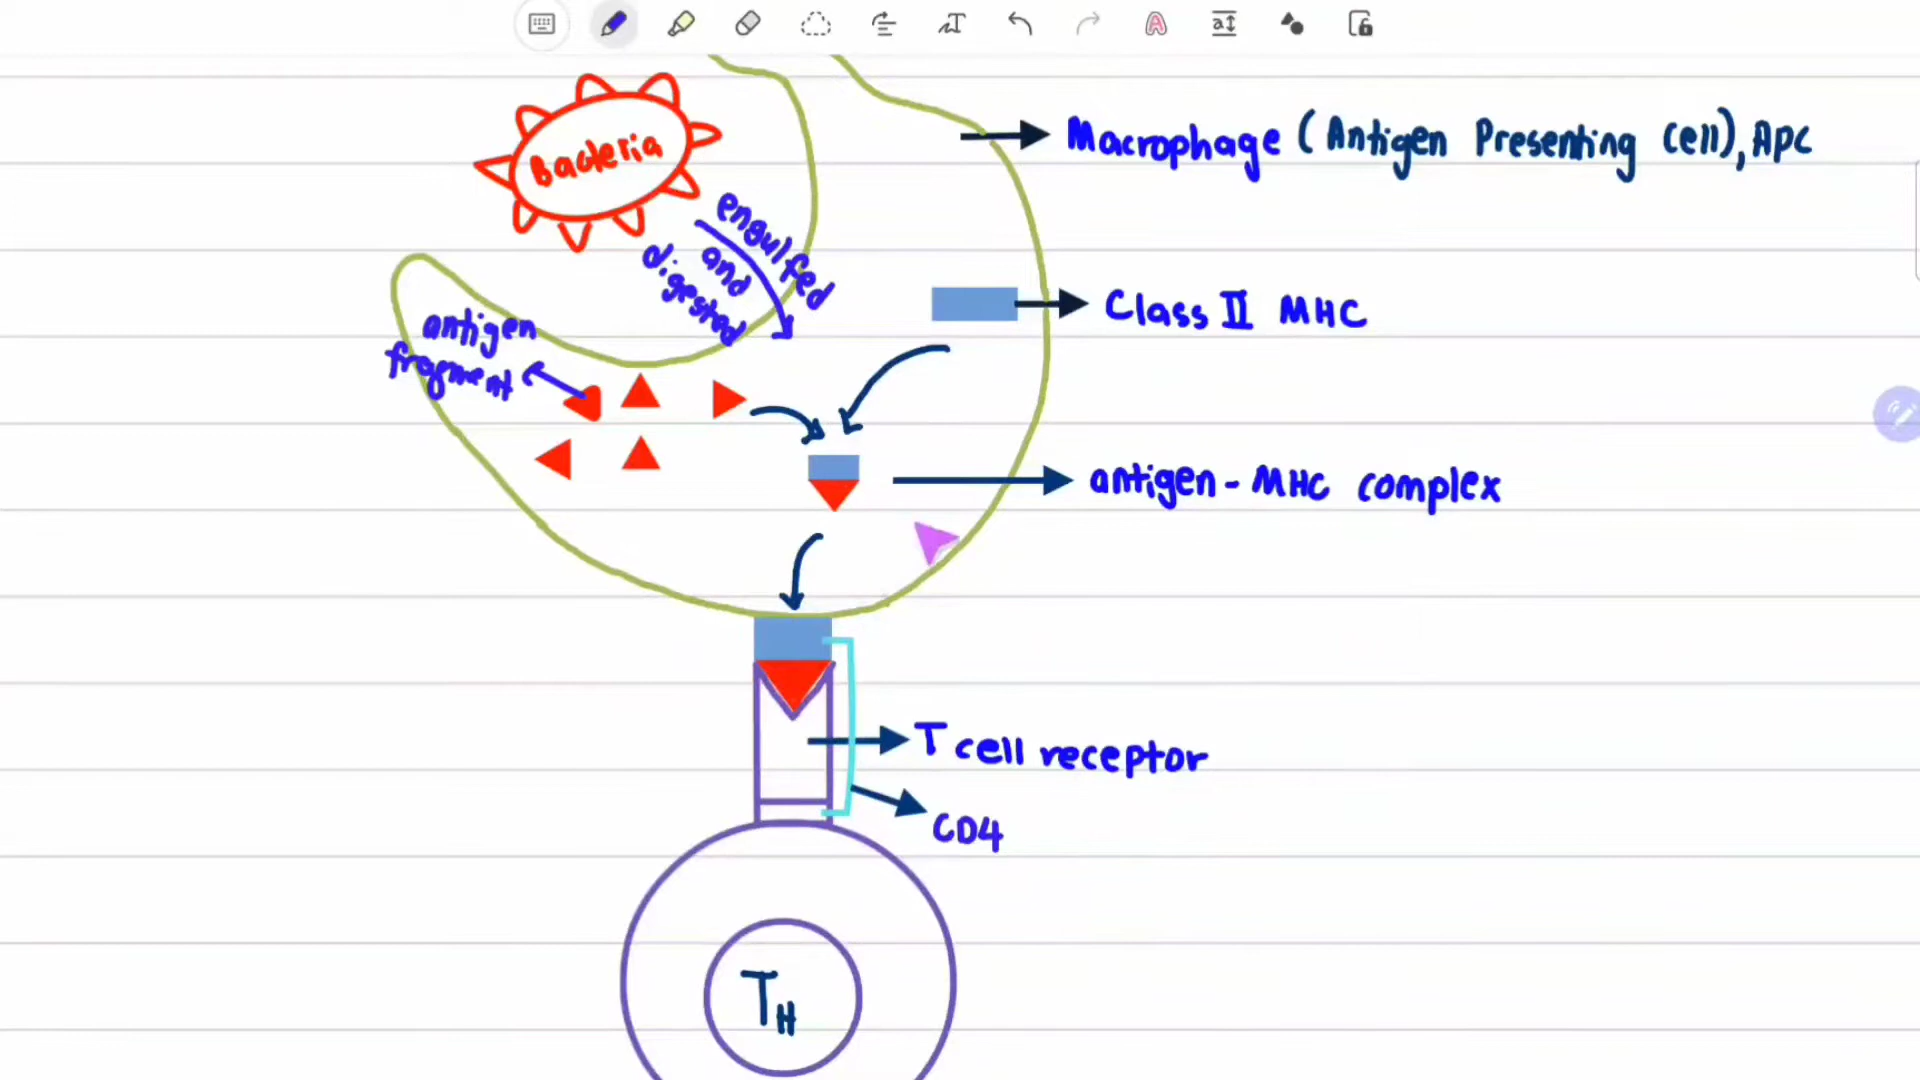 Bacteria
Macrophage (Antigen Presenting Cell), APC
engulfed
and
digested
Class II MHC
antigen
fragment
antigen - MHC complex
T cell receptor
CD4
TH